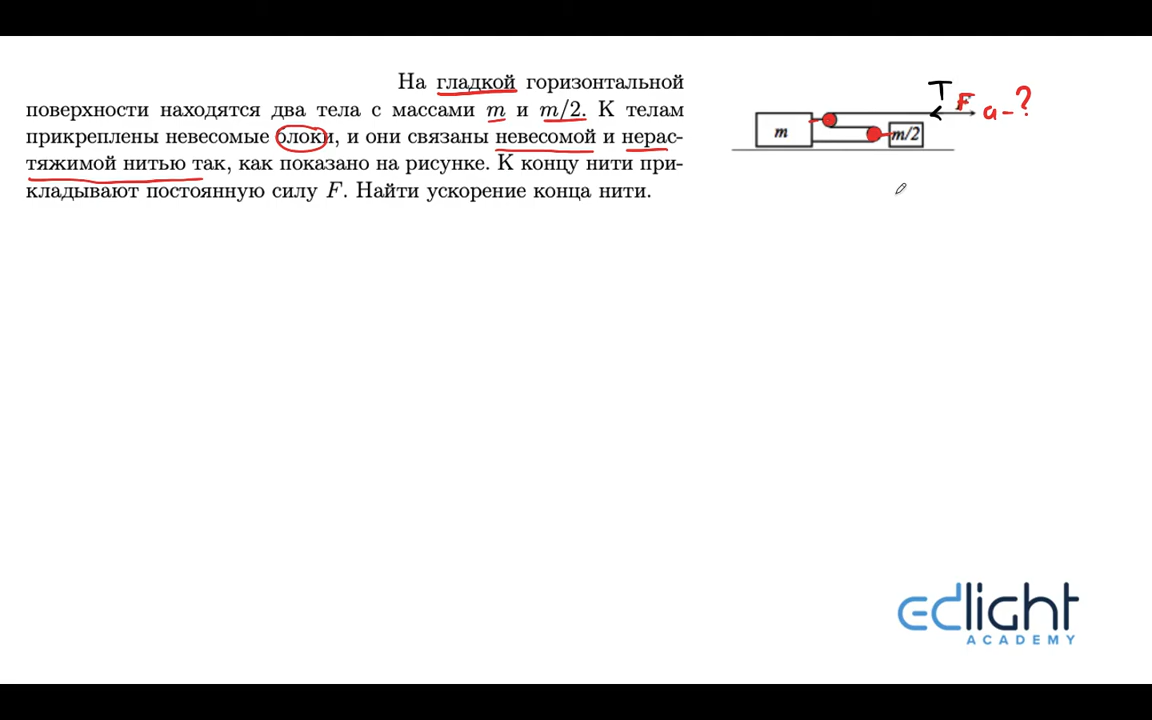 На гладкой горизонтальной
поверхности находятся два тела с массами m и m/2. К телам
прикреплены невесомые блоки, и они связаны невесомой и нерас-
тяжимой нитью так, как показано на рисунке. К концу нити при-
кладывают постоянную силу F. Найти ускорение конца нити.
T F a - ?
m m/2
edlight
ACADEMY